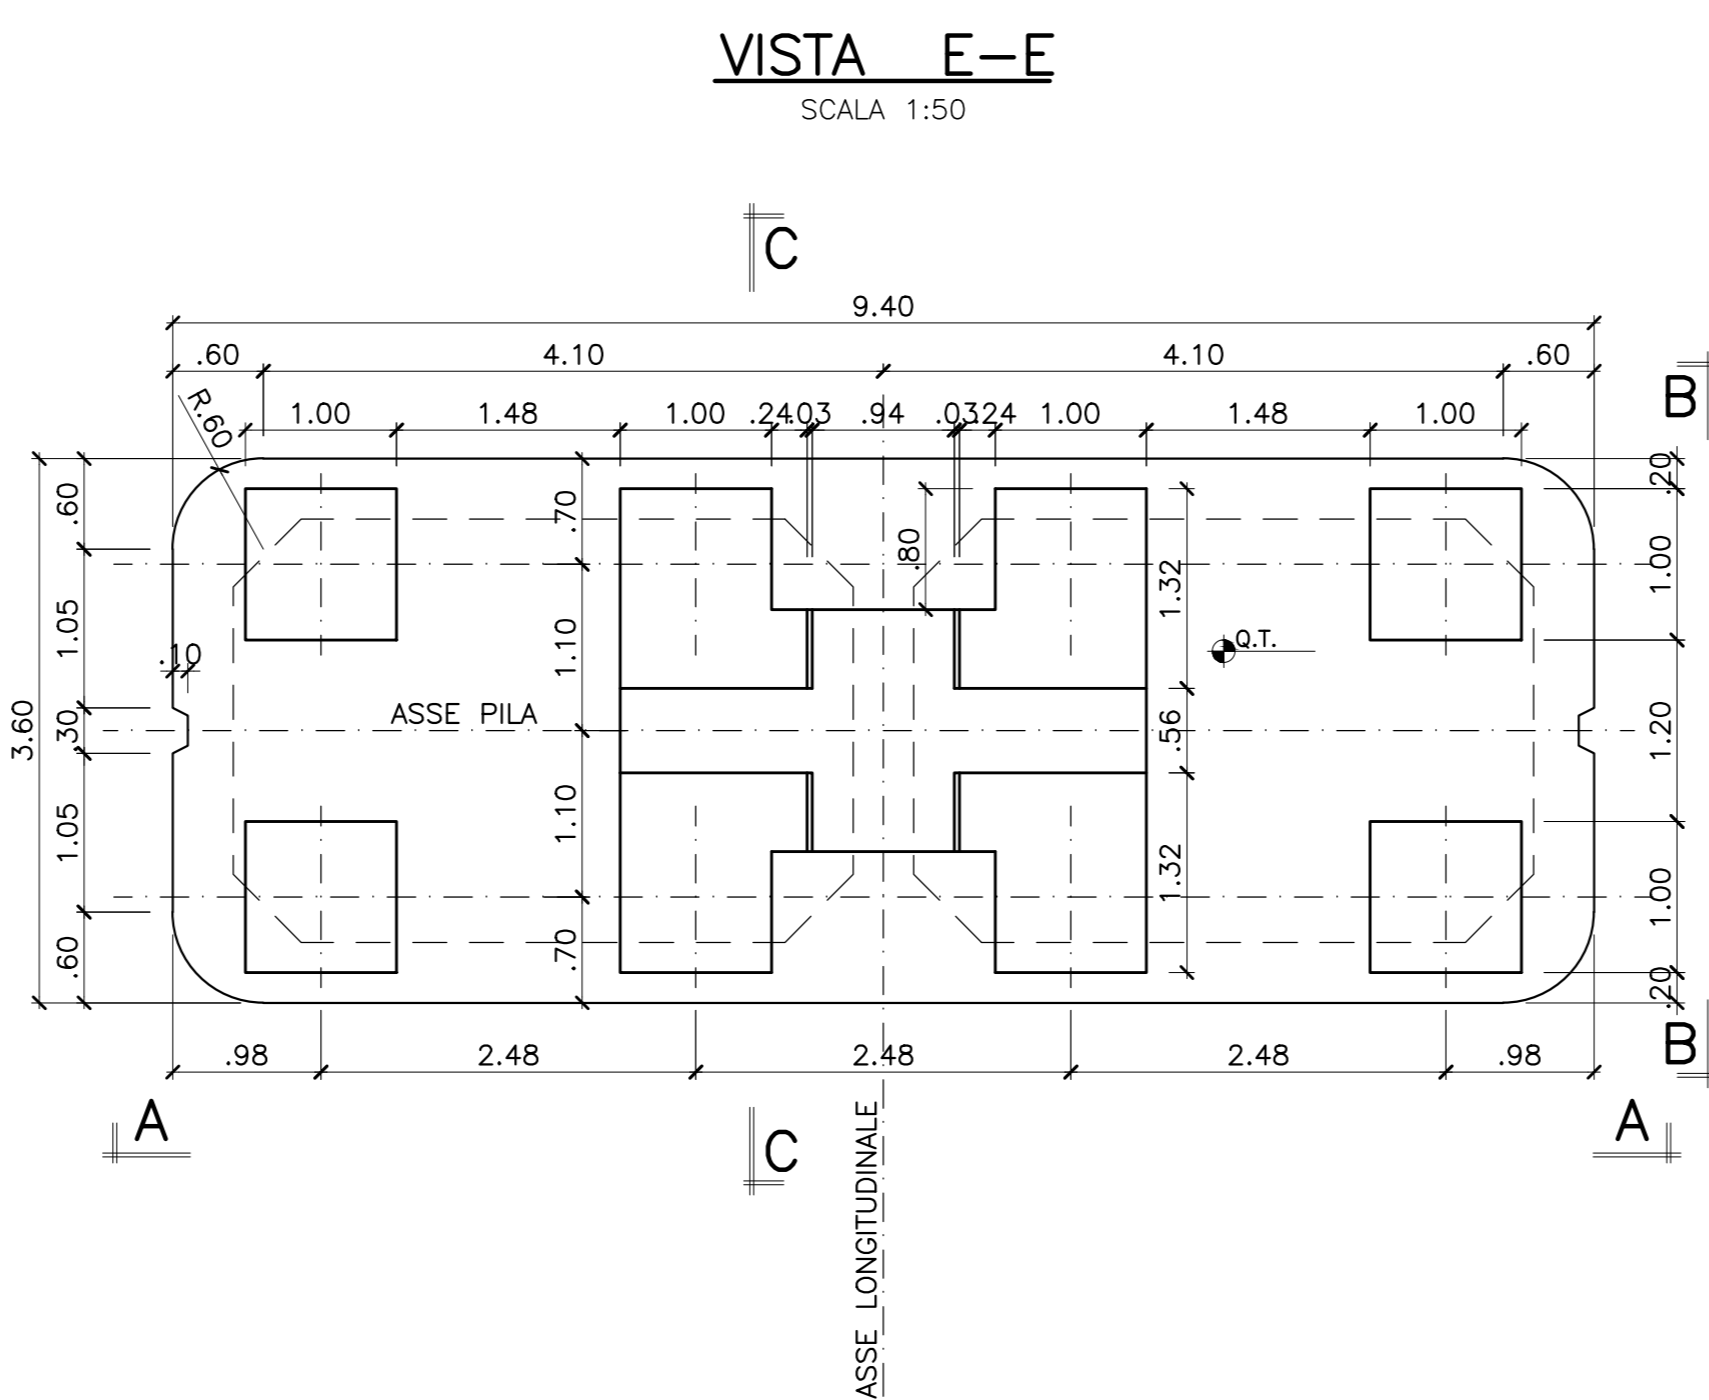 VISTA E-E
SCALA 1:50
C
9.40
.60 4.10 4.10 .60
B
R.60
1.00 1.48 1.00 .24 .03 .94 .03 .24 1.00 1.48 1.00
.60 .70 .80 1.32 .20
1.00
1.05 1.10
.10
Q.T.
3.60 .30 ASSE PILA .56 1.20
1.05 1.10 1.32 1.00
.60 .70 .20
.98 2.48 2.48 2.48 .98
B
A C A
ASSE LONGITUDINALE